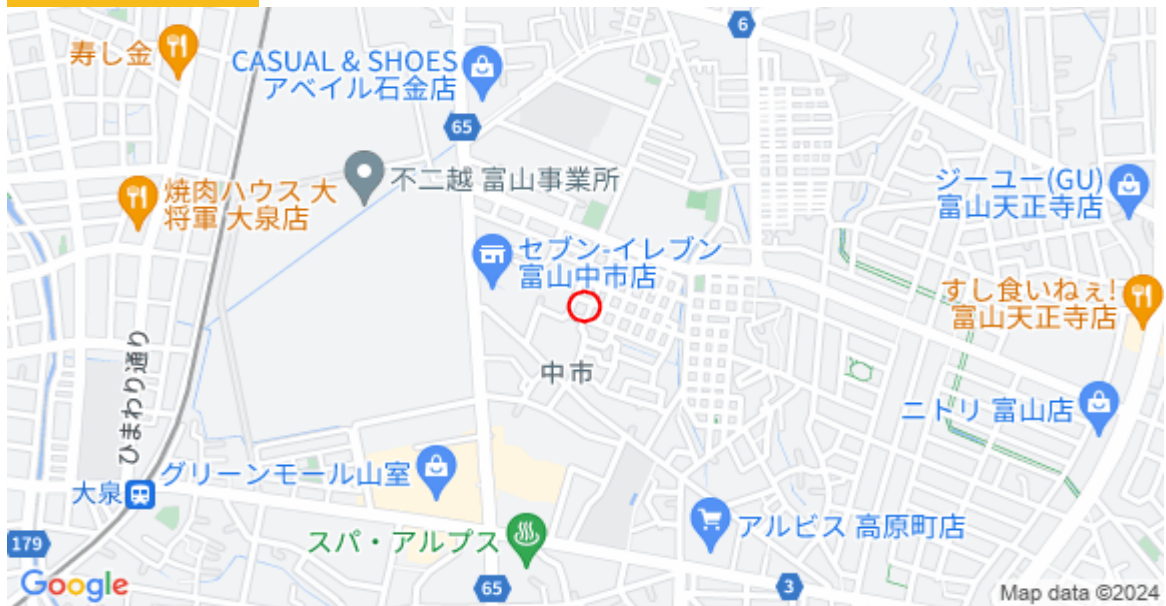 6
寿し金
CASUAL & SHOES
アベイル石金店
65
不二越 富山事業所
ジーユー(GU)
富山天正寺店
焼肉ハウス 大
将軍 大泉店
セブン-イレブン
富山中市店
すし食いねぇ!
富山天正寺店
ひまわり通り
中市
ニトリ 富山店
グリーンモール山室
大泉
アルビス 高原町店
スパ・アルプス
179
65
3
Google
Map data ©2024